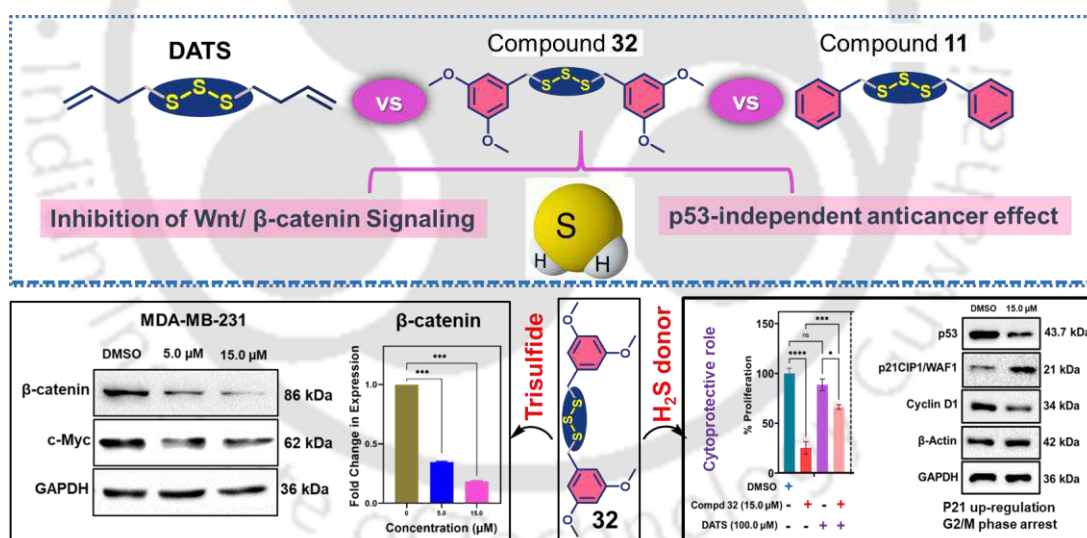 DATS
Compound 32
Compound 11
S S S
O O O O
S S S
S S S
vs
vs
Inhibition of Wnt/ β-catenin Signaling
p53-independent anticancer effect
S
H H
MDA-MB-231
DMSO 5.0 µM 15.0 µM
β-catenin 86 kDa
c-Myc 62 kDa
GAPDH 36 kDa
β-catenin
***
***
Fold Change in Expression
1.0
0.5
0.0
0 5.0 15.0
Concentration (µM)
Trisulfide
O O
S S S
O O
32
H2S donor
Cytoprotective role
% Proliferation
150
100
50
0
***
ns
**** *
DMSO + - - -
Compd 32 (15.0 µM) - + - +
DATS (100.0 µM) - - + +
DMSO 15.0 µM
p53 43.7 kDa
p21CIP1/WAF1 21 kDa
Cyclin D1 34 kDa
β-Actin 42 kDa
GAPDH 36 kDa
P21 up-regulation
G2/M phase arrest